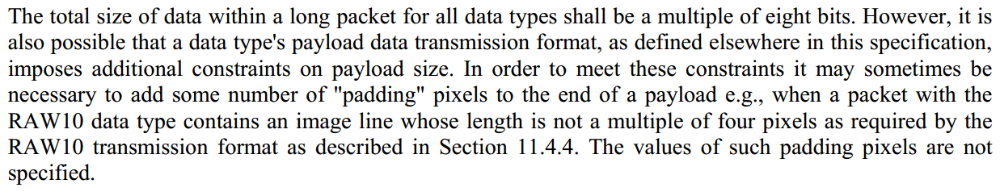 The total size of data within a long packet for all data types shall be a multiple of eight bits. However, it is
also possible that a data type's payload data transmission format, as defined elsewhere in this specification,
imposes additional constraints on payload size. In order to meet these constraints it may sometimes be
necessary to add some number of "padding" pixels to the end of a payload e.g., when a packet with the
RAW10 data type contains an image line whose length is not a multiple of four pixels as required by the
RAW10 transmission format as described in Section 11.4.4. The values of such padding pixels are not
specified.